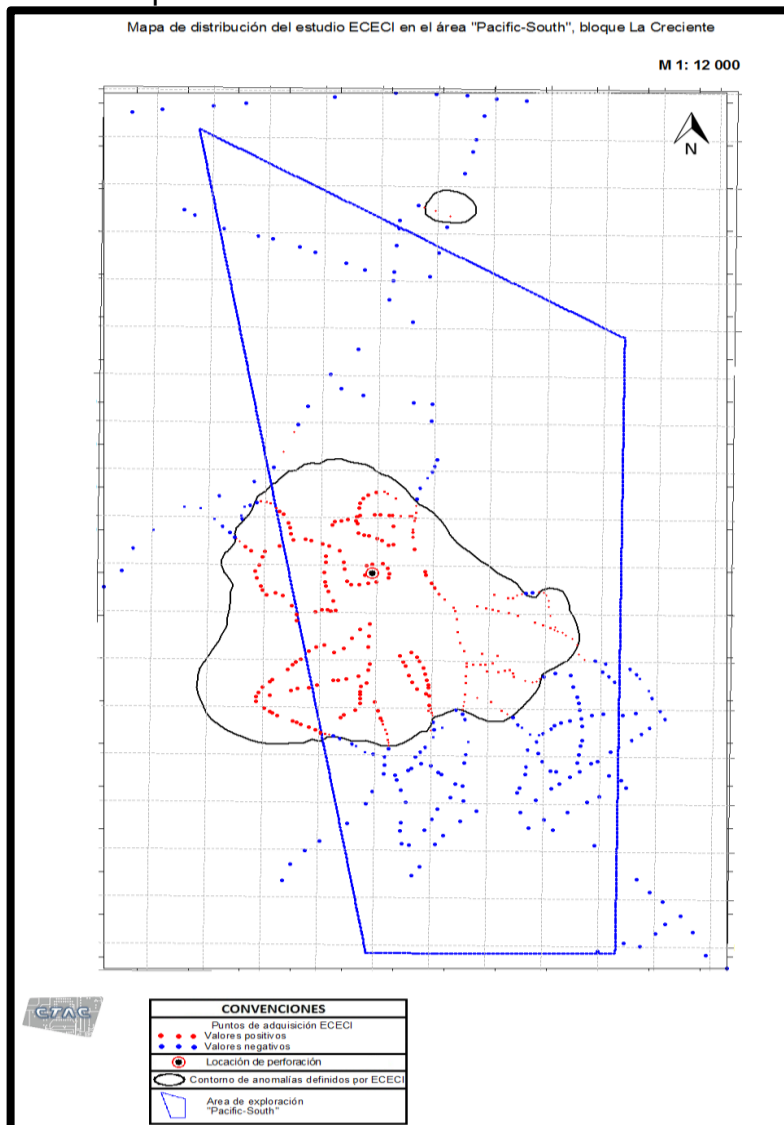 Mapa de distribución del estudio ECECI en el área "Pacific-South", bloque La Creciente
M 1: 12 000
N
CTAC
CONVENCIONES
Puntos de adquisición ECECI
Valores positivos
Valores negativos
Locación de perforación
Contorno de anomalías definidos por ECECI
Area de exploración
"Pacific-South"